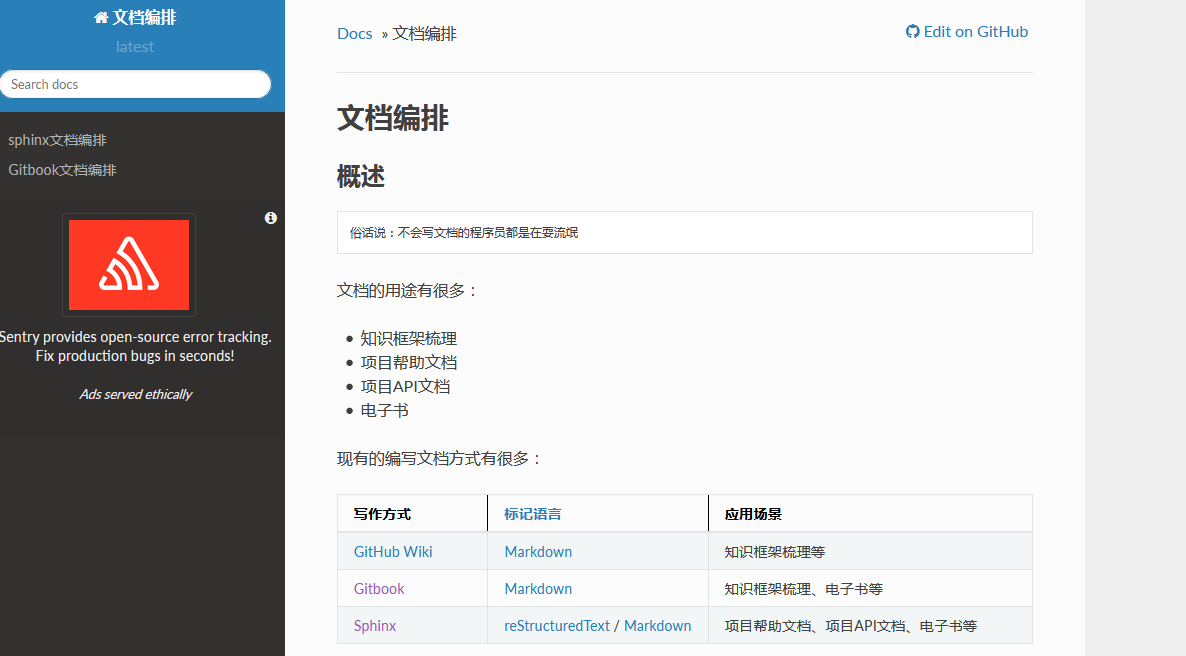 文档编排
latest
Search docs
sphinx文档编排
Gitbook文档编排
Sentry provides open-source error tracking.
Fix production bugs in seconds!
Ads served ethically
Docs » 文档编排
Edit on GitHub
文档编排
概述
俗话说：不会写文档的程序员都是在耍流氓
文档的用途有很多：
知识框架梳理
项目帮助文档
项目API文档
电子书
现有的编写文档方式有很多：
写作方式 标记语言 应用场景
GitHub Wiki Markdown 知识框架梳理等
Gitbook Markdown 知识框架梳理、电子书等
Sphinx reStructuredText / Markdown 项目帮助文档、项目API文档、电子书等